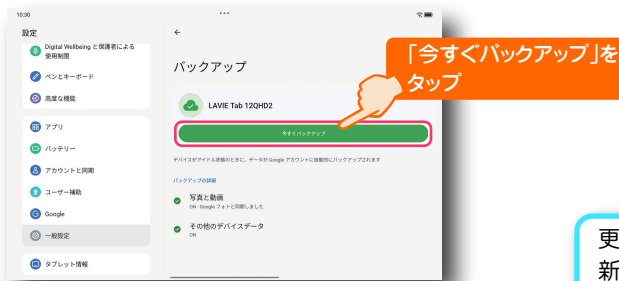 10:30
設定
Digital Wellbeing と保護者による
使用制限
ペンとキーボード
高度な機能
アプリ
バッテリー
アカウントと同期
ユーザー補助
Google
一般設定
タブレット情報
バックアップ
LAVIE Tab 12QHD2
今すぐバックアップ
デバイスがアイドル状態のときに、データが Google アカウントに自動的にバックアップされます
バックアップの詳細
写真と動画
ON · Google フォトと同期しました
その他のデバイスデータ
ON
「今すぐバックアップ」を
タップ
更
新